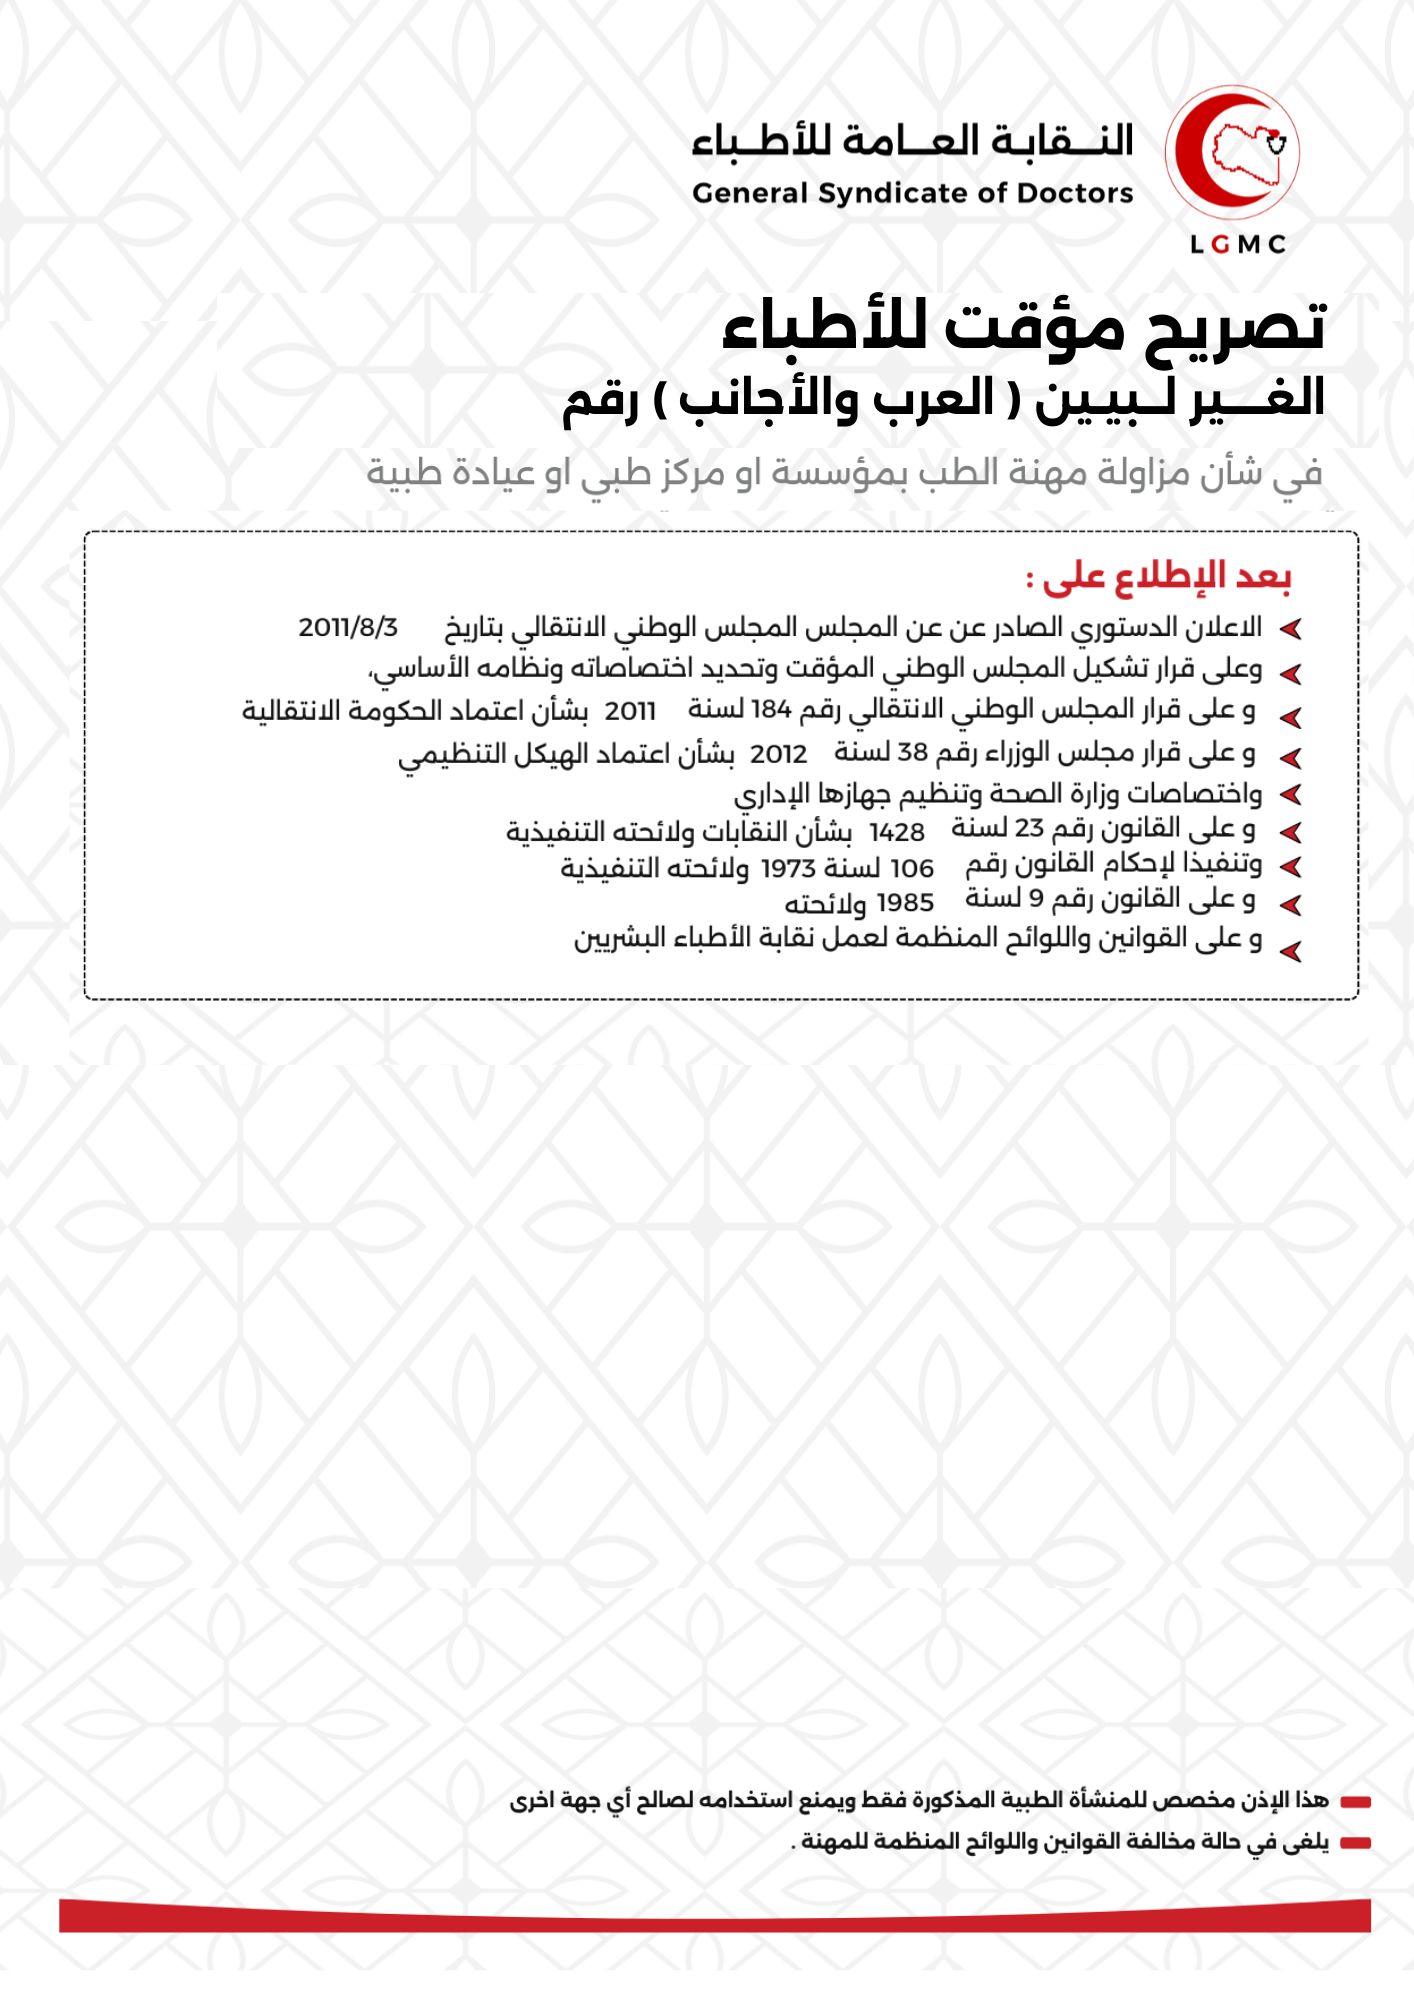 النــقابـة العــامة للأطــباء
General Syndicate of Doctors
LGMC
تصريح مؤقت للأطباء
الغـــير لــبيـين ( العرب والأجانب ) رقم
في شأن مزاولة مهنة الطب بمؤسسة او مركز طبي او عيادة طبية
بعد الإطلاع على :
الاعلان الدستوري الصادر عن عن المجلس المجلس الوطني الانتقالي بتاريخ 2011/8/3
وعلى قرار تشكيل المجلس الوطني المؤقت وتحديد اختصاصاته ونظامه الأساسي،
و على قرار المجلس الوطني الانتقالي رقم 184 لسنة 2011 بشأن اعتماد الحكومة الانتقالية
و على قرار مجلس الوزراء رقم 38 لسنة 2012 بشأن اعتماد الهيكل التنظيمي
واختصاصات وزارة الصحة وتنظيم جهازها الإداري
و على القانون رقم 23 لسنة 1428 بشأن النقابات ولائحته التنفيذية
وتنفيذا لإحكام القانون رقم 106 لسنة 1973 ولائحته التنفيذية
و على القانون رقم 9 لسنة 1985 ولائحته
و على القوانين واللوائح المنظمة لعمل نقابة الأطباء البشريين
هذا الإذن مخصص للمنشأة الطبية المذكورة فقط ويمنع استخدامه لصالح أي جهة اخرى
يلغى في حالة مخالفة القوانين واللوائح المنظمة للمهنة .